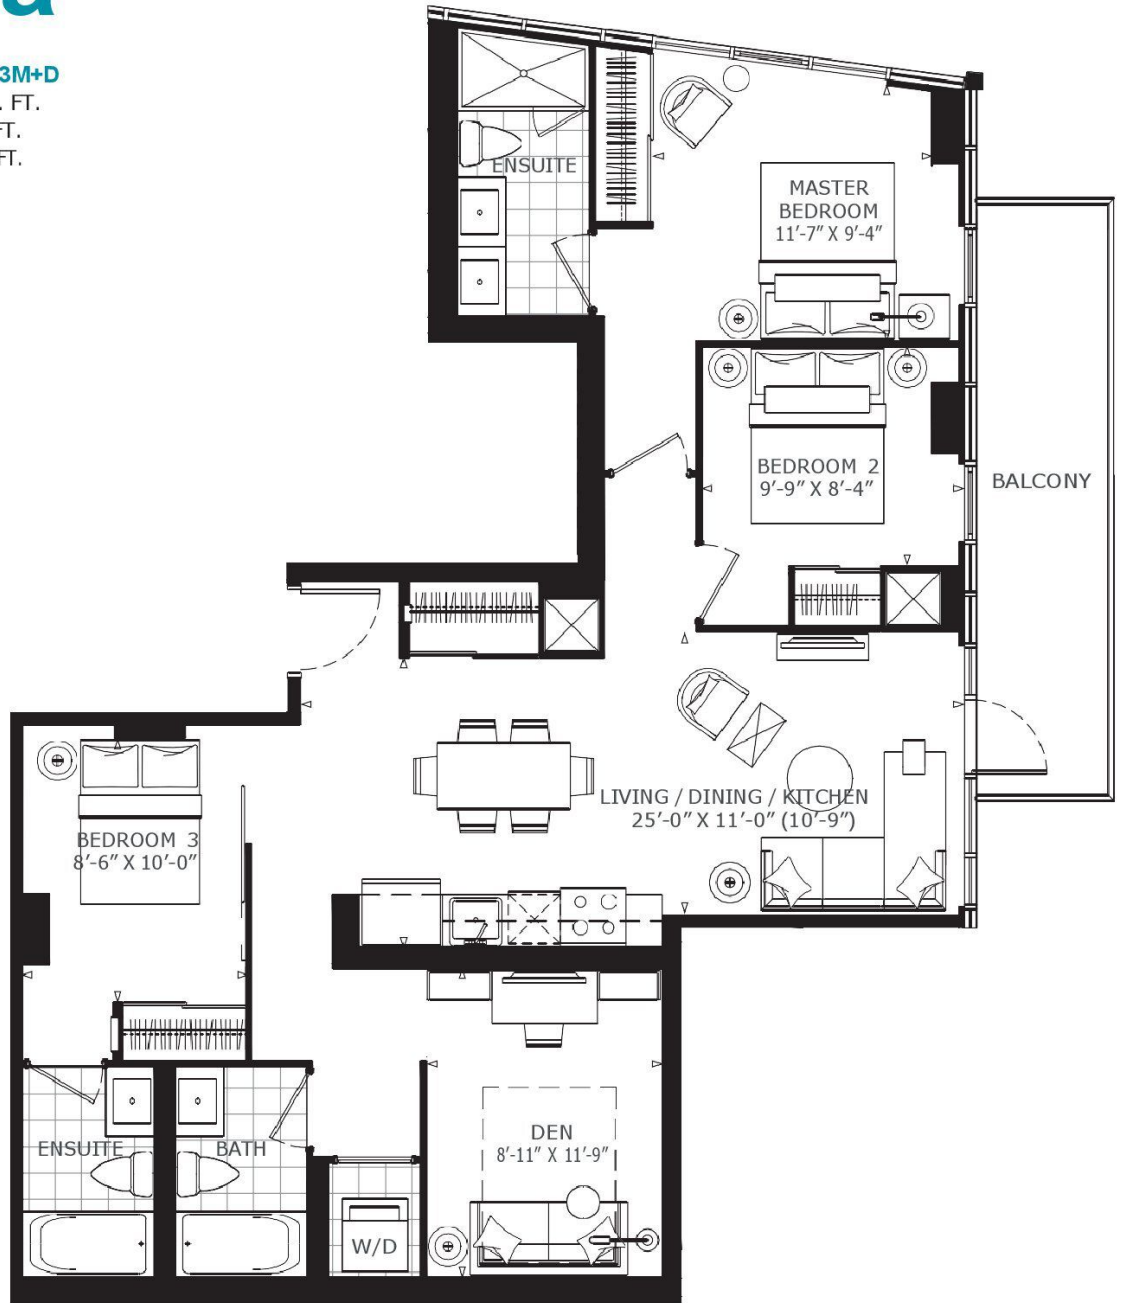 a
3M+D
. FT.
FT.
FT.
ENSUITE
MASTER
BEDROOM
11'-7" X 9'-4"
BEDROOM 2
9'-9" X 8'-4"
BALCONY
LIVING / DINING / KITCHEN
25'-0" X 11'-0" (10'-9")
BEDROOM 3
8'-6" X 10'-0"
DEN
8'-11" X 11'-9"
ENSUITE
BATH
W/D